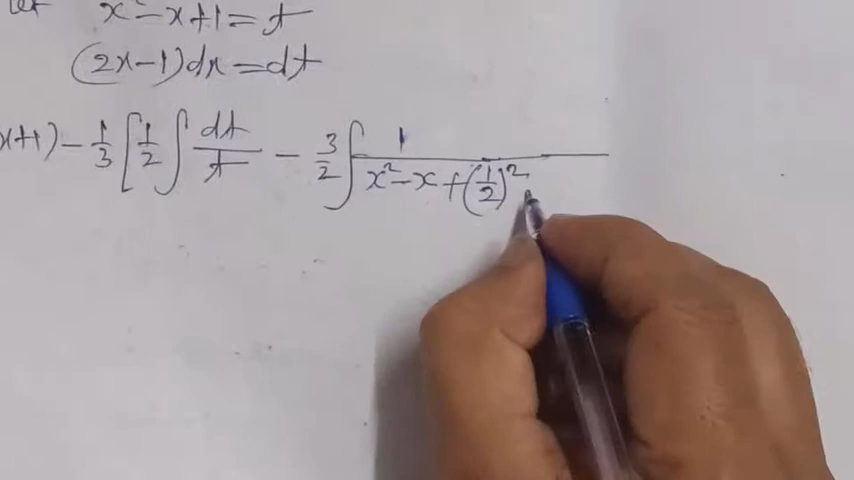 let x² - x + 1 = t
(2x - 1) dx = dt
x+1) - 1/3 [ 1/2 ∫ dt/t - 3/2 ∫ 1/(x² - x + (1/2)²